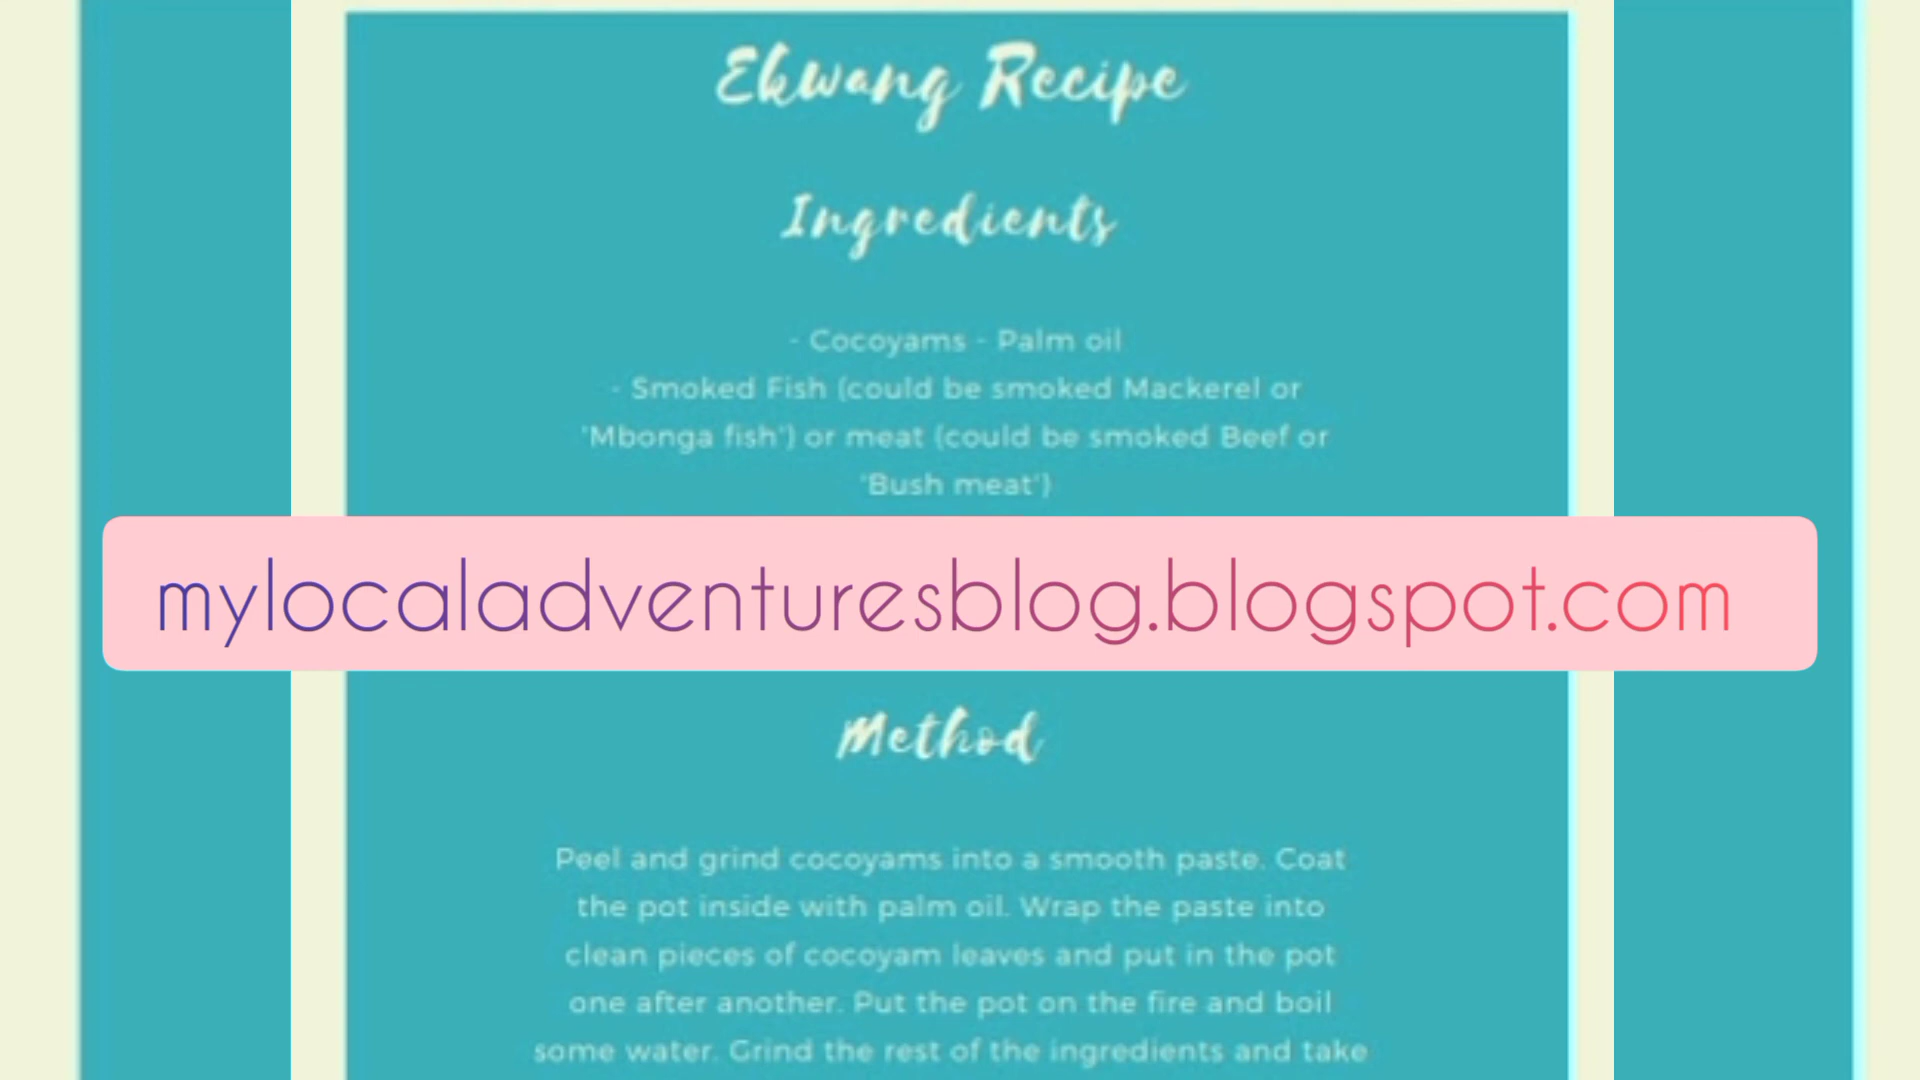 Ekwang Recipe
Ingredients
- Cocoyams - Palm oil
- Smoked Fish (could be smoked Mackerel or
'Mbonga fish') or meat (could be smoked Beef or
'Bush meat')
mylocaladventuresblog.blogspot.com
Method
Peel and grind cocoyams into a smooth paste. Coat
the pot inside with palm oil. Wrap the paste into
clean pieces of cocoyam leaves and put in the pot
one after another. Put the pot on the fire and boil
some water. Grind the rest of the ingredients and take